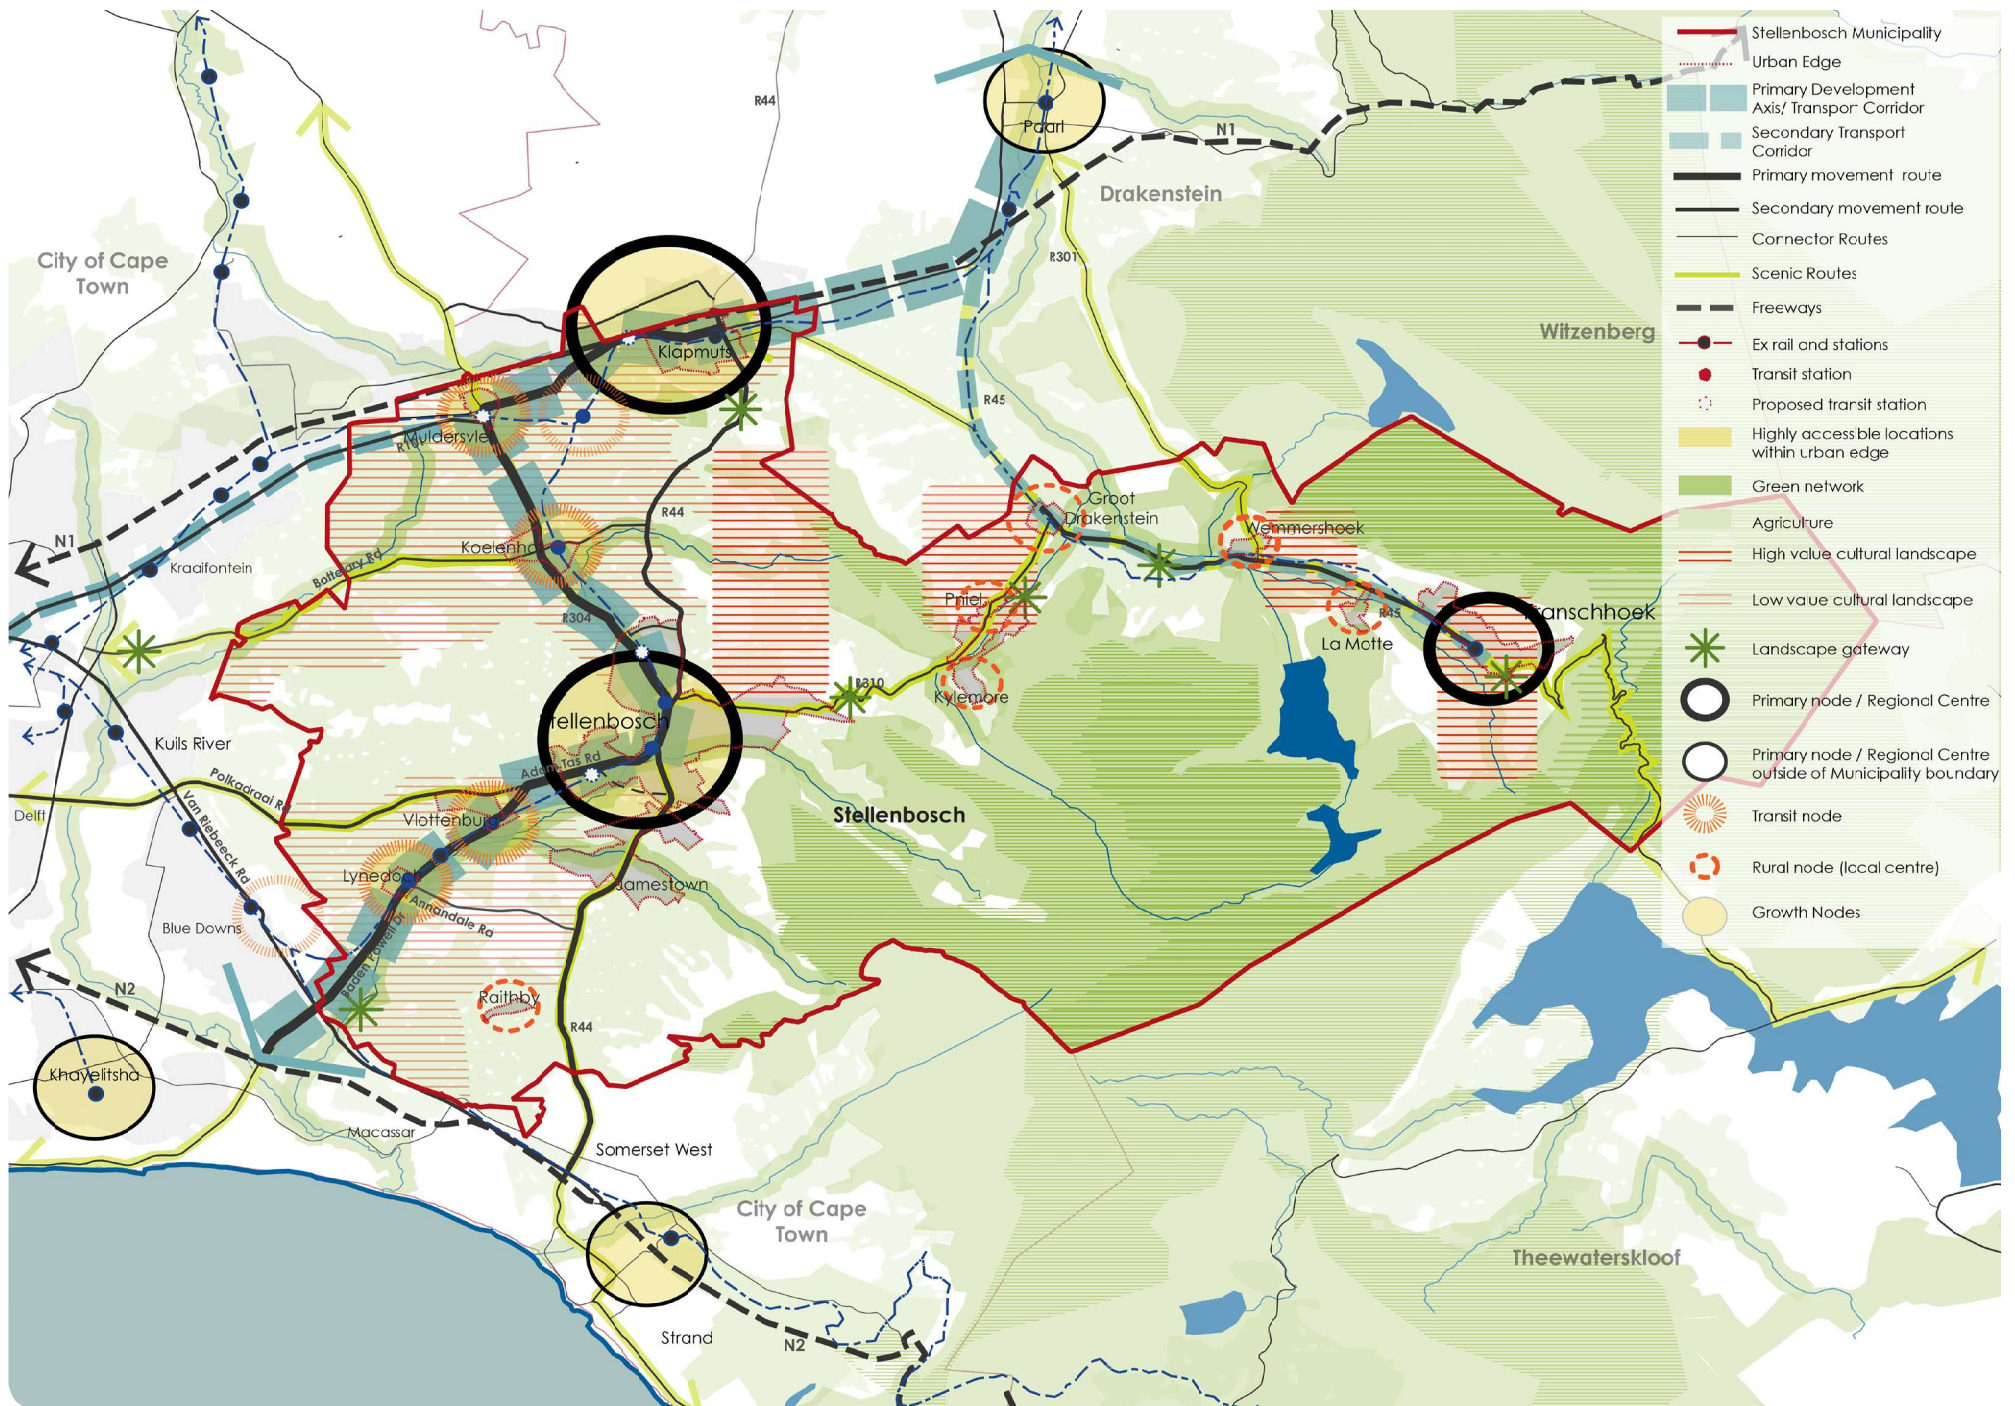 R44
Paarl
N1
Drakenstein
City of Cape
Town
R301
Witzenberg
Klapmuts
R45
Muldersvlei
R101
Groot
Drakenstein
Wemmershoek
R44
N1
Koelenhof
Kraaifontein
Bottelary Rd
Pniel
R304
R45
Franschhoek
La Motte
R310
Kylemore
Stellenbosch
Kuils River
Adam Tas Rd
Polkadraai Rd
Van Riebeeck Rd
Delft
Vlottenburg
Stellenbosch
Lynedoch
Jamestown
Annandale Rd
Blue Downs
Baden Powell Dr
N2
Raithby
R44
Khayelitsha
Macassar
Somerset West
City of Cape
Town
Theewaterskloof
Strand
N2
Stellenbosch Municipality
Urban Edge
Primary Development
Axis/ Transport Corridor
Secondary Transport
Corridor
Primary movement route
Secondary movement route
Connector Routes
Scenic Routes
Freeways
Ex rail and stations
Transit station
Proposed transit station
Highly accessible locations
within urban edge
Green network
Agriculture
High value cultural landscape
Low value cultural landscape
Landscape gateway
Primary node / Regional Centre
Primary node / Regional Centre
outside of Municipality boundary
Transit node
Rural node (local centre)
Growth Nodes